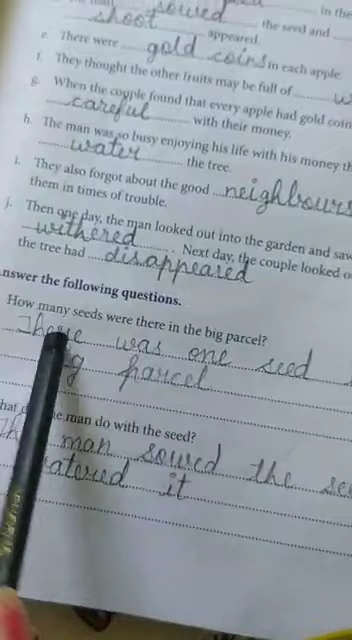 sowed the seed and
shoot appeared.
e. There were gold coins in each apple
f. They thought the other fruits may be full of
g. When the couple found that every apple had gold coin
careful with their money.
h. The man was so busy enjoying his life with his money th
water the tree.
i. They also forgot about the good neighbours
them in times of trouble.
j. Then one day, the man looked out into the garden and saw
withered. Next day, the couple looked o
the tree had disappeared
nswer the following questions.
How many seeds were there in the big parcel?
There was one seed
parcel
hat e man do with the seed?
man sowed the see
watered it